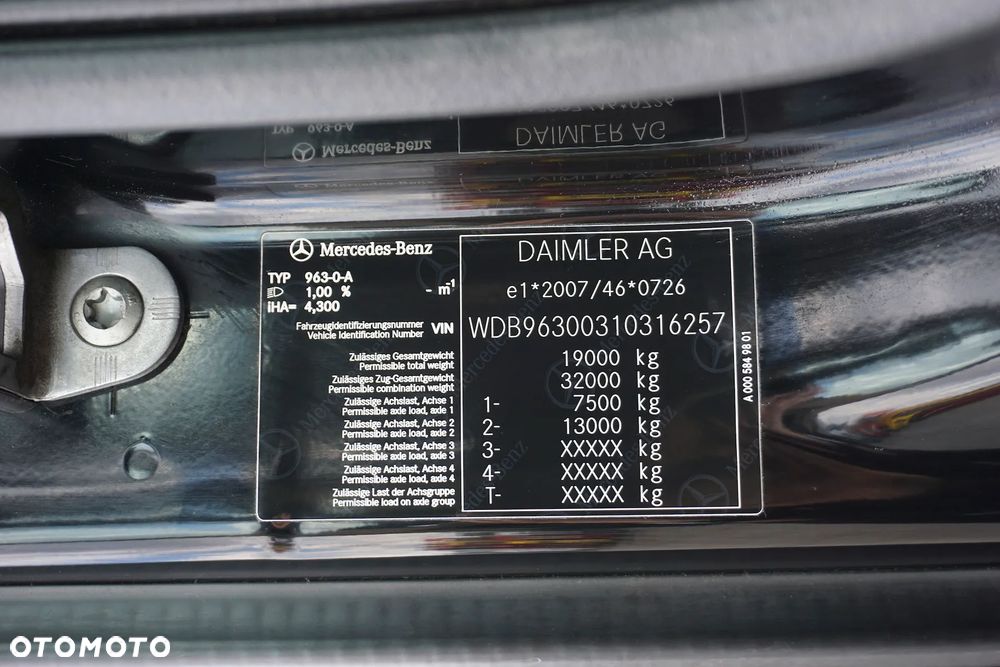 Mercedes-Benz
TYP 963-0-A
1,00 % - m-1
iHA= 4,300
Fahrzeugidentifizierungsnummer
Vehicle Identification Number VIN
DAIMLER AG
e1*2007/46*0726
WDB96300310316257
Zulässiges Gesamtgewicht
Permissible total weight 19000 kg
Zulässiges Zug-Gesamtgewicht
Permissible combination weight 32000 kg
Zulässige Achslast, Achse 1
Permissible axle load, axle 1 1- 7500 kg
Zulässige Achslast, Achse 2
Permissible axle load, axle 2 2- 13000 kg
Zulässige Achslast, Achse 3
Permissible axle load, axle 3 3- XXXXX kg
Zulässige Achslast, Achse 4
Permissible axle load, axle 4 4- XXXXX kg
Zulässige Last der Achsgruppe
Permissible load on axle group T- XXXXX kg
A 000 584 98 01
OTOMOTO